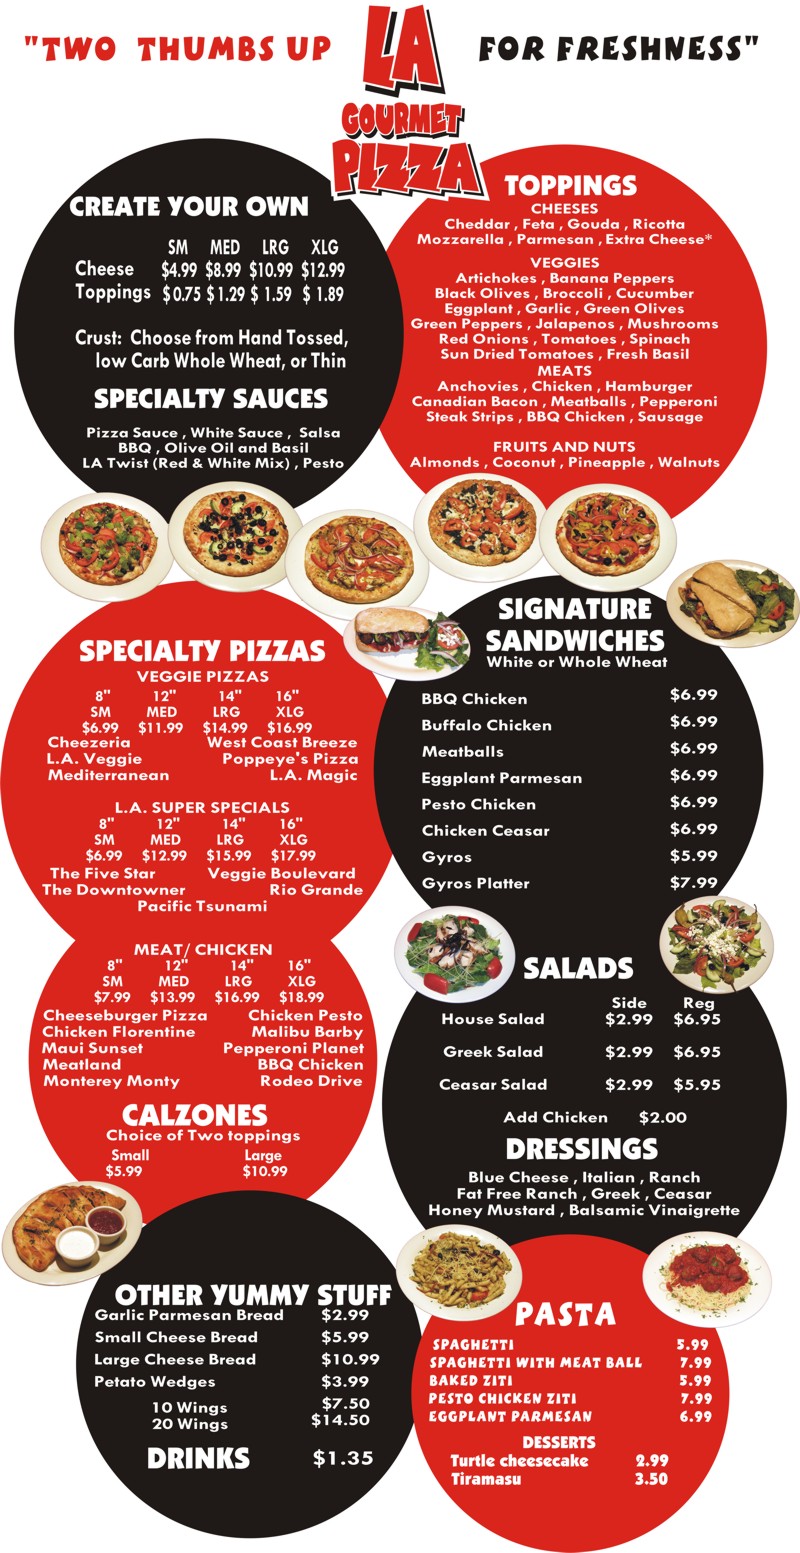 "TWO THUMBS UP
LA
GOURMET
PIZZA
FOR FRESHNESS"
CREATE YOUR OWN
SM MED LRG XLG
Cheese $4.99 $8.99 $10.99 $12.99
Toppings $0.75 $1.29 $ 1.59 $ 1.89
Crust: Choose from Hand Tossed,
low Carb Whole Wheat, or Thin
SPECIALTY SAUCES
Pizza Sauce , White Sauce , Salsa
BBQ , Olive Oil and Basil
LA Twist (Red & White Mix) , Pesto
TOPPINGS
CHEESES
Cheddar , Feta , Gouda , Ricotta
Mozzarella , Parmesan , Extra Cheese*
VEGGIES
Artichokes , Banana Peppers
Black Olives , Broccoli , Cucumber
Eggplant , Garlic , Green Olives
Green Peppers , Jalapenos , Mushrooms
Red Onions , Tomatoes , Spinach
Sun Dried Tomatoes , Fresh Basil
MEATS
Anchovies , Chicken , Hamburger
Canadian Bacon , Meatballs , Pepperoni
Steak Strips , BBQ Chicken , Sausage
FRUITS AND NUTS
Almonds , Coconut , Pineapple , Walnuts
SPECIALTY PIZZAS
VEGGIE PIZZAS
8" 12" 14" 16"
SM MED LRG XLG
$6.99 $11.99 $14.99 $16.99
Cheezeria West Coast Breeze
L.A. Veggie Poppeye's Pizza
Mediterranean L.A. Magic
L.A. SUPER SPECIALS
8" 12" 14" 16"
SM MED LRG XLG
$6.99 $12.99 $15.99 $17.99
The Five Star Veggie Boulevard
The Downtowner Rio Grande
Pacific Tsunami
MEAT/ CHICKEN
8" 12" 14" 16"
SM MED LRG XLG
$7.99 $13.99 $16.99 $18.99
Cheeseburger Pizza Chicken Pesto
Chicken Florentine Malibu Barby
Maui Sunset Pepperoni Planet
Meatland BBQ Chicken
Monterey Monty Rodeo Drive
CALZONES
Choice of Two toppings
Small Large
$5.99 $10.99
SIGNATURE
SANDWICHES
White or Whole Wheat
BBQ Chicken $6.99
Buffalo Chicken $6.99
Meatballs $6.99
Eggplant Parmesan $6.99
Pesto Chicken $6.99
Chicken Ceasar $6.99
Gyros $5.99
Gyros Platter $7.99
SALADS
Side Reg
House Salad $2.99 $6.95
Greek Salad $2.99 $6.95
Ceasar Salad $2.99 $5.95
Add Chicken $2.00
DRESSINGS
Blue Cheese , Italian , Ranch
Fat Free Ranch , Greek , Ceasar
Honey Mustard , Balsamic Vinaigrette
OTHER YUMMY STUFF
Garlic Parmesan Bread $2.99
Small Cheese Bread $5.99
Large Cheese Bread $10.99
Petato Wedges $3.99
10 Wings $7.50
20 Wings $14.50
DRINKS $1.35
PASTA
SPAGHETTI 5.99
SPAGHETTI WITH MEAT BALL 7.99
BAKED ZITI 5.99
PESTO CHICKEN ZITI 7.99
EGGPLANT PARMESAN 6.99
DESSERTS
Turtle cheesecake 2.99
Tiramasu 3.50